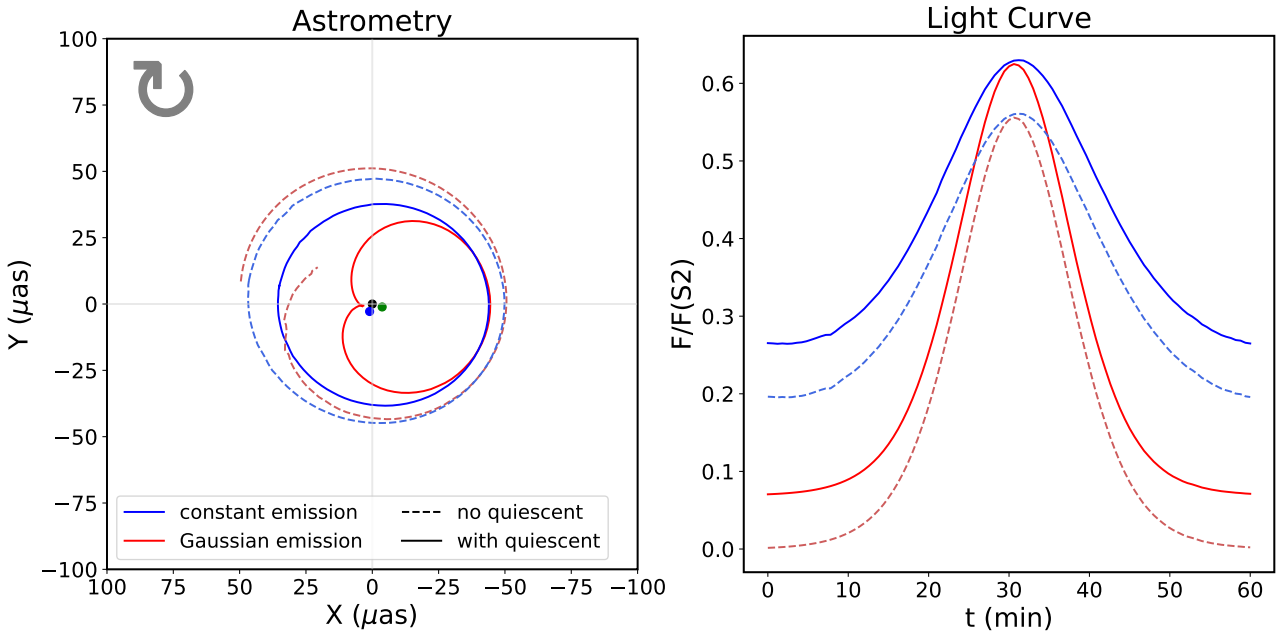 Astrometry
100
75
50
25
0
−25
−50
−75
−100
Y (μas)
100 75 50 25 0 −25 −50 −75 −100
X (μas)
constant emission
Gaussian emission
no quiescent
with quiescent
Light Curve
0.6
0.5
0.4
0.3
0.2
0.1
0.0
F/F(S2)
0 10 20 30 40 50 60
t (min)